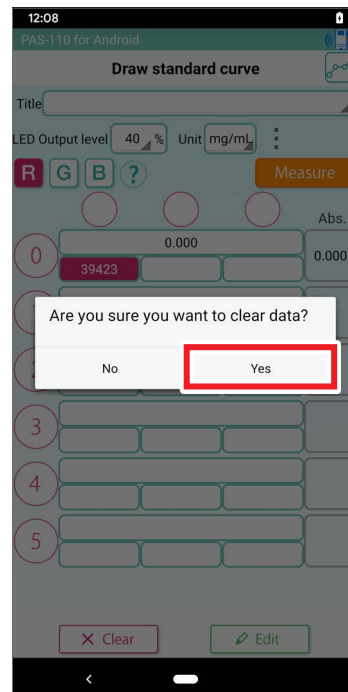 12:08
PAS-110 for Android
Draw standard curve
Title
LED Output level 40 % Unit mg/mL
R G B ? Measure
Abs.
0 0.000 0.000
39423
Are you sure you want to clear data?
No Yes
3
4
5
Clear Edit